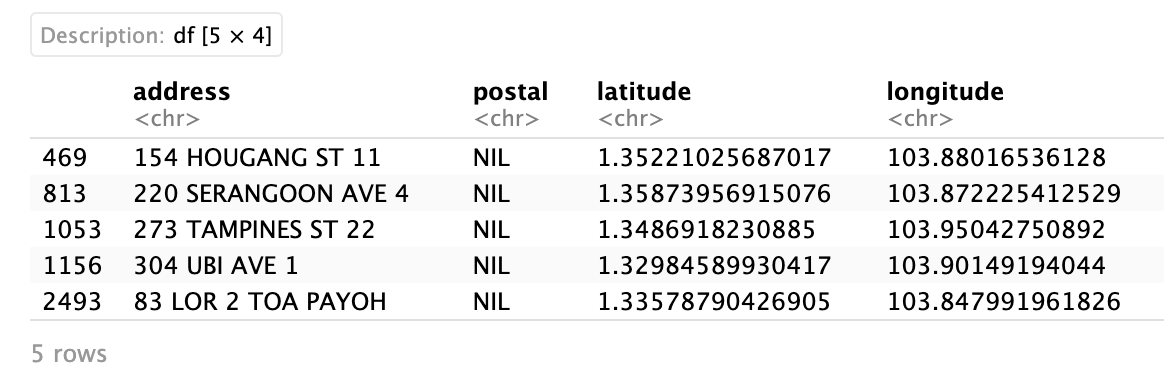 Description: df [5 × 4]
address postal latitude longitude
<chr> <chr> <chr> <chr>
469 154 HOUGANG ST 11 NIL 1.35221025687017 103.88016536128
813 220 SERANGOON AVE 4 NIL 1.35873956915076 103.872225412529
1053 273 TAMPINES ST 22 NIL 1.3486918230885 103.95042750892
1156 304 UBI AVE 1 NIL 1.32984589930417 103.90149194044
2493 83 LOR 2 TOA PAYOH NIL 1.33578790426905 103.847991961826
5 rows